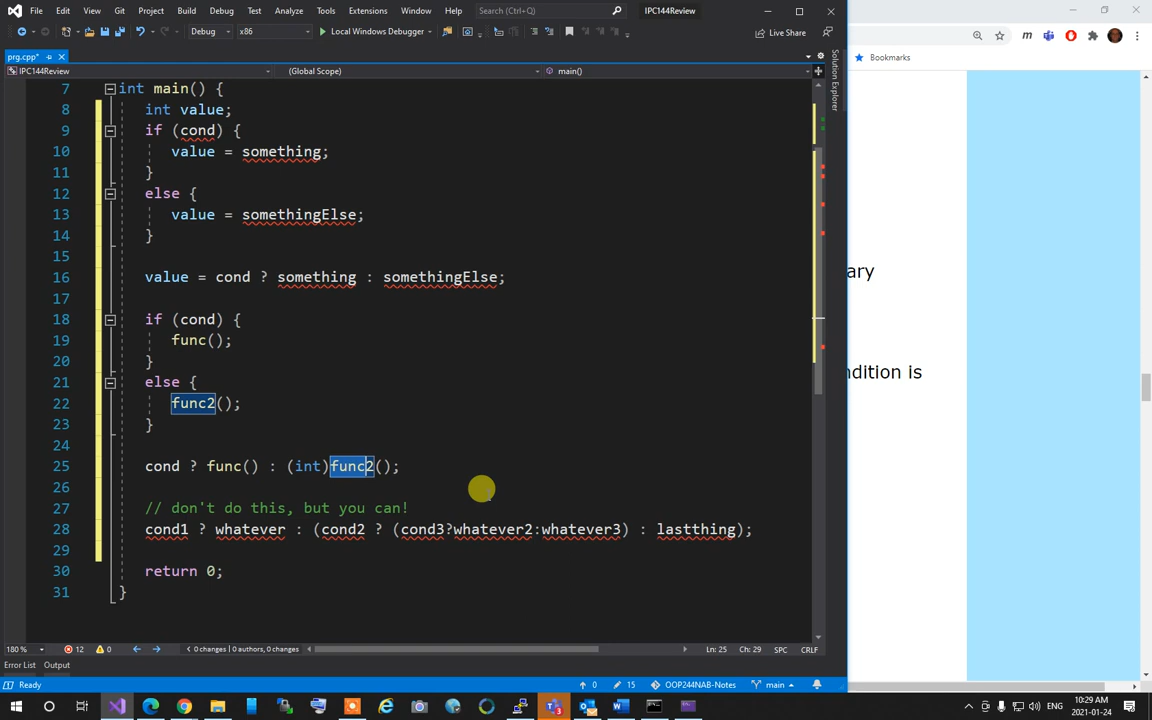 File Edit View Git Project Build Debug Test Analyze Tools Extensions Window Help Search (Ctrl+Q) IPC144Review
Debug x86 Local Windows Debugger Live Share
prg.cpp*
IPC144Review (Global Scope) main()
Solution Explorer
Bookmarks
7 int main() {
8 int value;
9 if (cond) {
10 value = something;
11 }
12 else {
13 value = somethingElse;
14 }
15
16 value = cond ? something : somethingElse;
17
18 if (cond) {
19 func();
20 }
21 else {
22 func2();
23 }
24
25 cond ? func() : (int)func2();
26
27 // don't do this, but you can!
28 cond1 ? whatever : (cond2 ? (cond3?whatever2:whatever3) : lastthing);
29
30 return 0;
31 }
ary
ndition is
180 % 12 0 0 changes | 0 authors, 0 changes Ln: 25 Ch: 29 SPC CRLF
Error List Output
Ready 0 15 OOP244NAB-Notes main
10:29 AM
2021-01-24